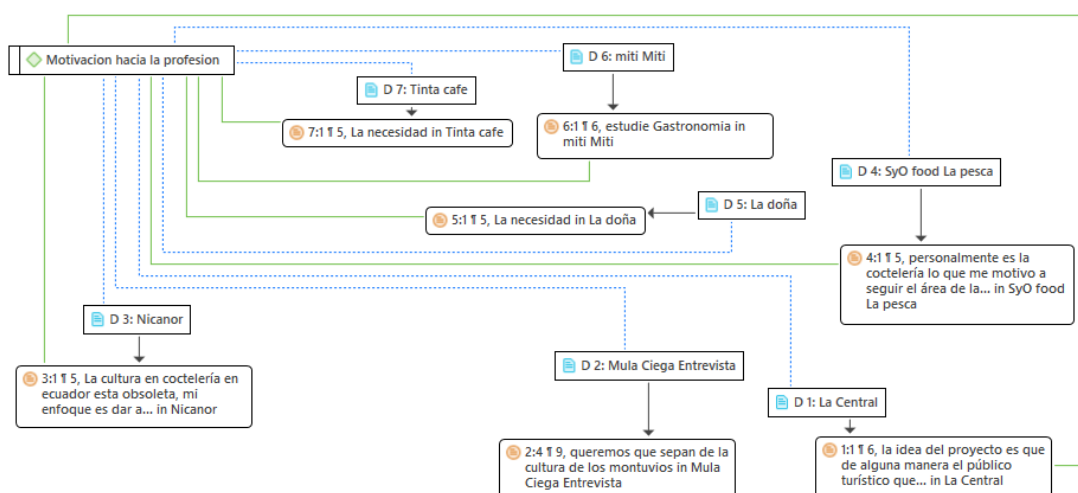 Motivacion hacia la profesion
D 6: miti Miti
D 7: Tinta cafe
7:1 ¶ 5, La necesidad in Tinta cafe
6:1 ¶ 6, estudie Gastronomia in
miti Miti
D 4: SyO food La pesca
D 5: La doña
5:1 ¶ 5, La necesidad in La doña
4:1 ¶ 5, personalmente es la
coctelería lo que me motivo a
seguir el área de la... in SyO food
La pesca
D 3: Nicanor
3:1 ¶ 5, La cultura en coctelería en
ecuador esta obsoleta, mi
enfoque es dar a... in Nicanor
D 2: Mula Ciega Entrevista
2:4 ¶ 9, queremos que sepan de la
cultura de los montuvios in Mula
Ciega Entrevista
D 1: La Central
1:1 ¶ 6, la idea del proyecto es que
de alguna manera el público
turístico que... in La Central